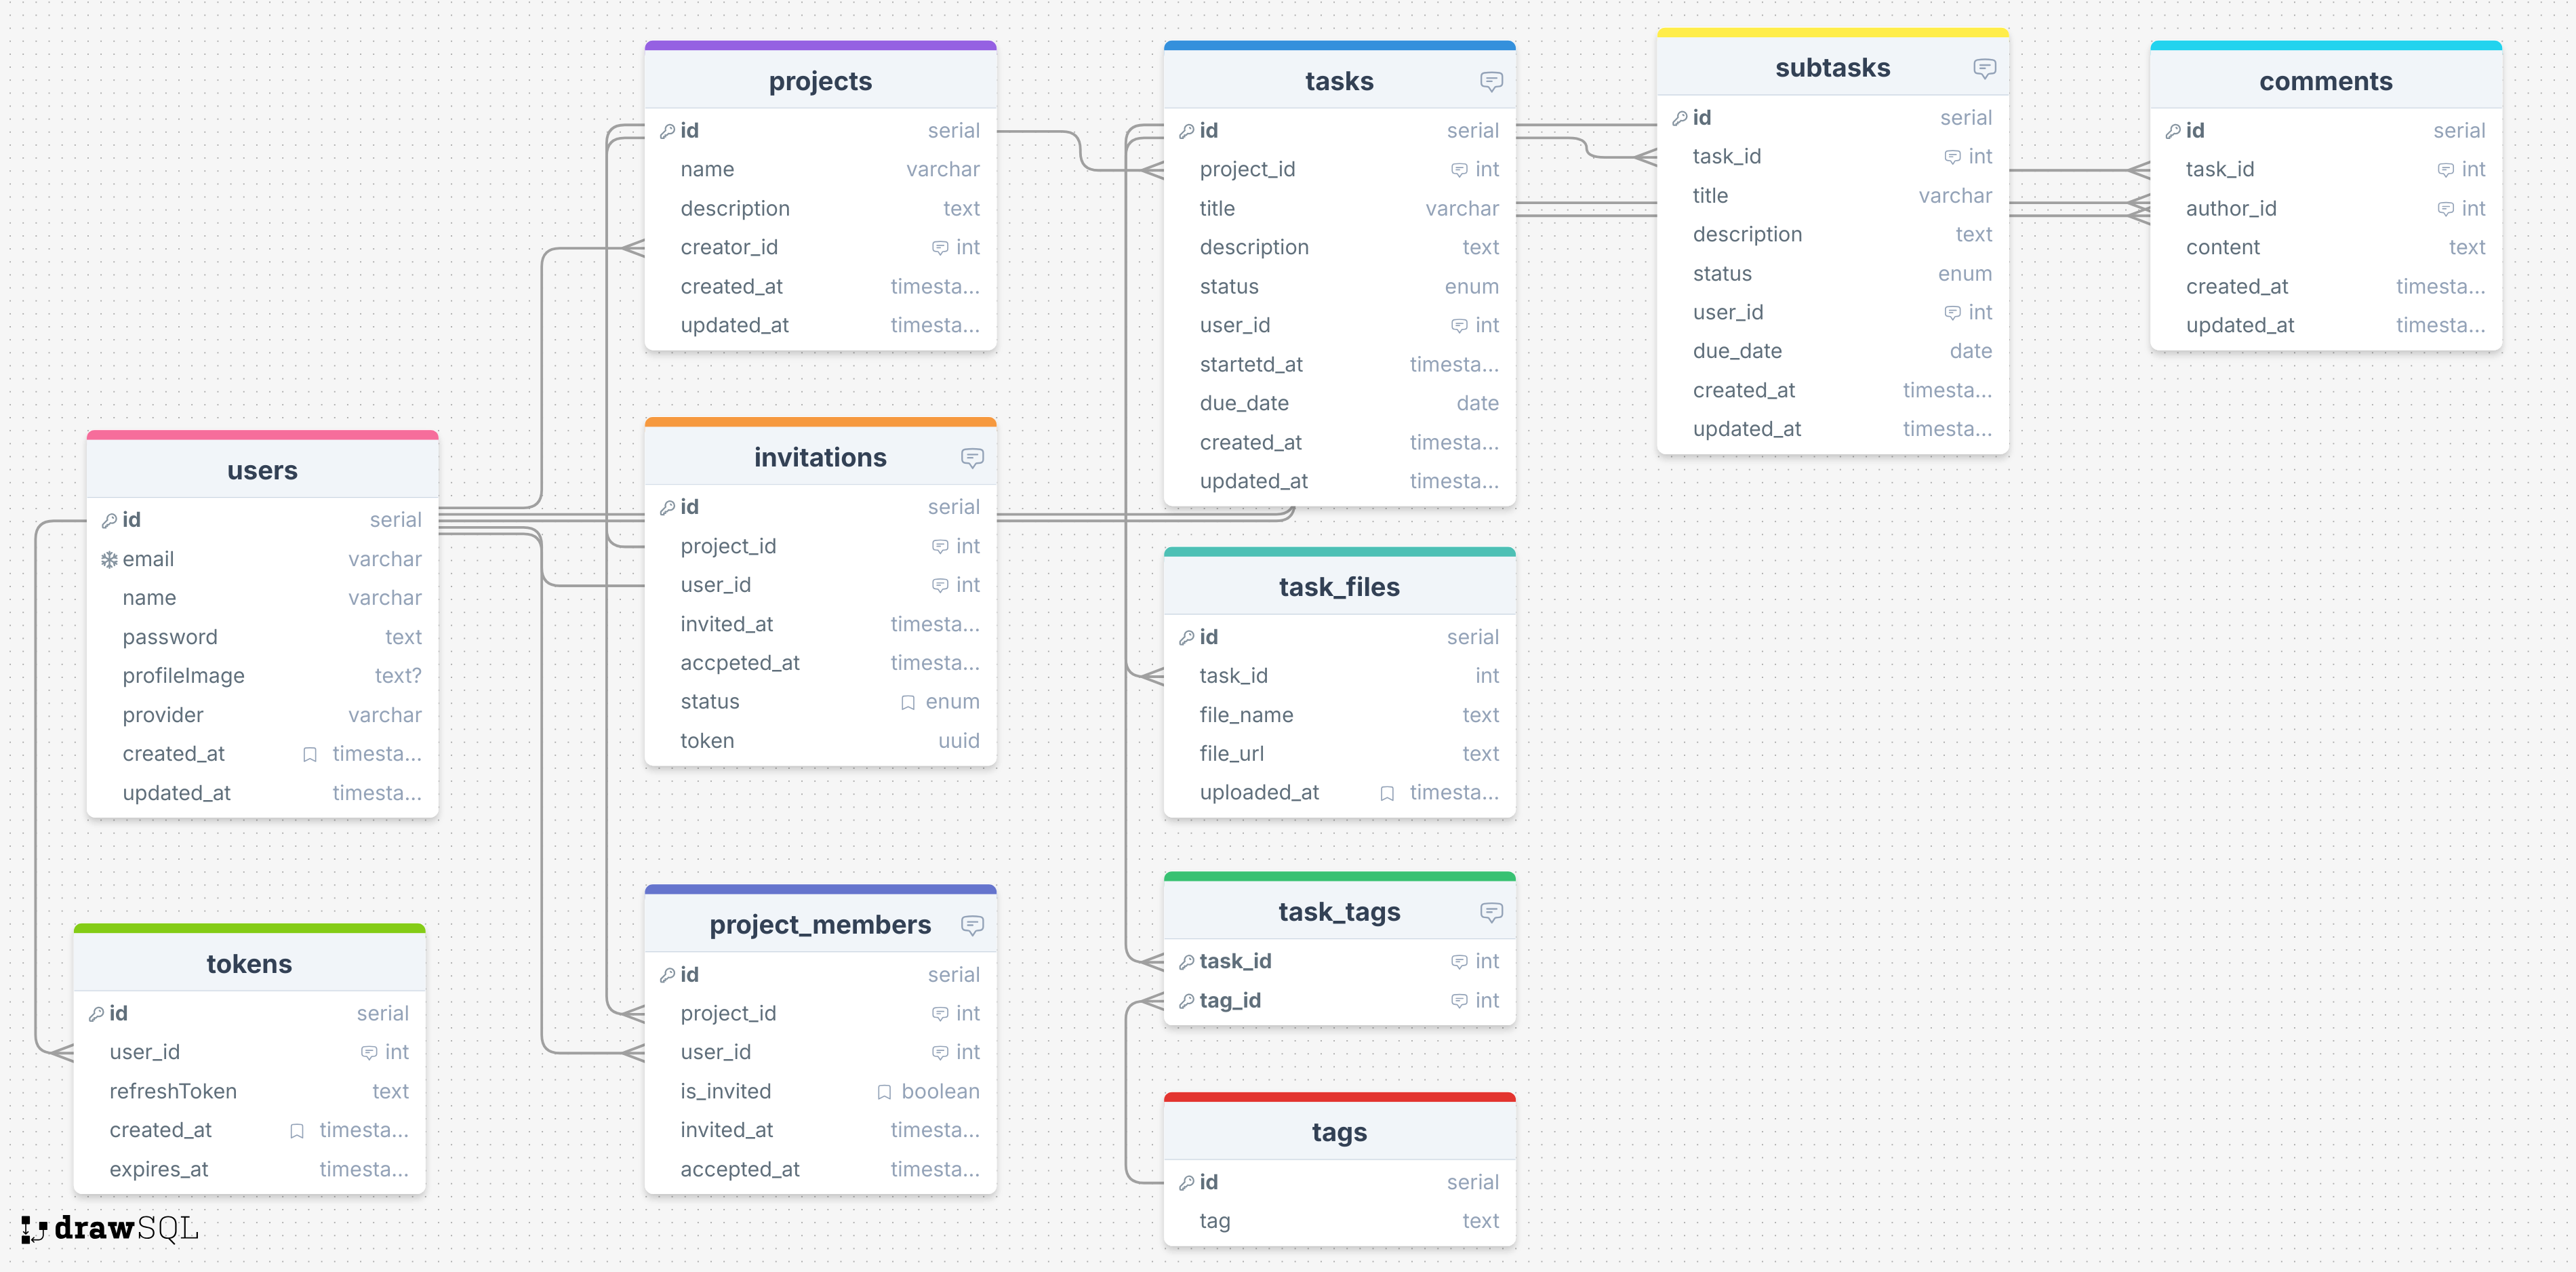 projects
id serial
name varchar
description text
creator_id int
created_at timesta...
updated_at timesta...
tasks
id serial
project_id int
title varchar
description text
status enum
user_id int
startetd_at timesta...
due_date date
created_at timesta...
updated_at timesta...
subtasks
id serial
task_id int
title varchar
description text
status enum
user_id int
due_date date
created_at timesta...
updated_at timesta...
comments
id serial
task_id int
author_id int
content text
created_at timesta...
updated_at timesta...
users
id serial
email varchar
name varchar
password text
profileImage text?
provider varchar
created_at timesta...
updated_at timesta...
invitations
id serial
project_id int
user_id int
invited_at timesta...
accpeted_at timesta...
status enum
token uuid
task_files
id serial
task_id int
file_name text
file_url text
uploaded_at timesta...
tokens
id serial
user_id int
refreshToken text
created_at timesta...
expires_at timesta...
project_members
id serial
project_id int
user_id int
is_invited boolean
invited_at timesta...
accepted_at timesta...
task_tags
task_id int
tag_id int
tags
id serial
tag text
drawSQL